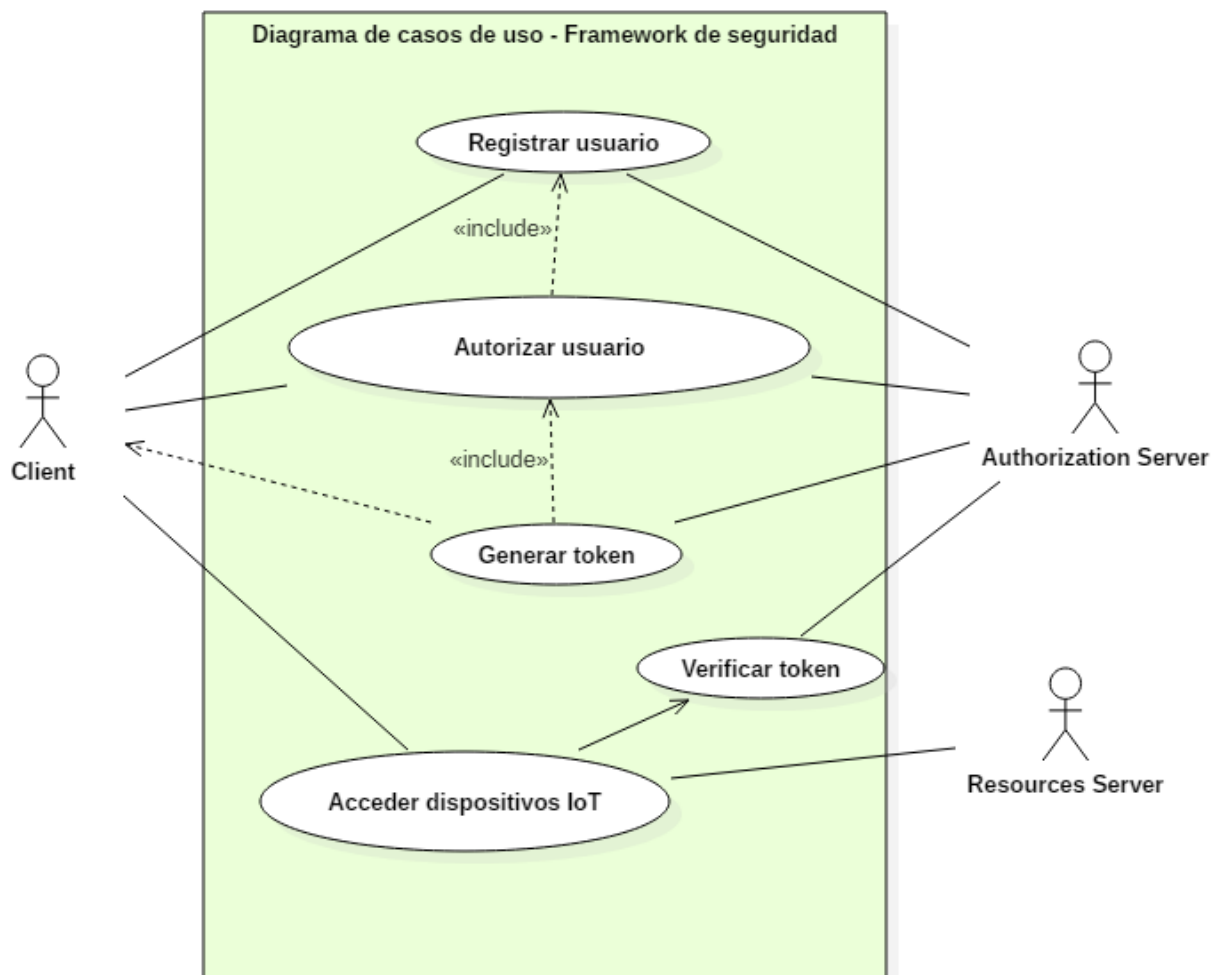 Diagrama de casos de uso - Framework de seguridad
Registrar usuario
«include»
Autorizar usuario
Client
Authorization Server
«include»
Generar token
Verificar token
Resources Server
Acceder dispositivos IoT